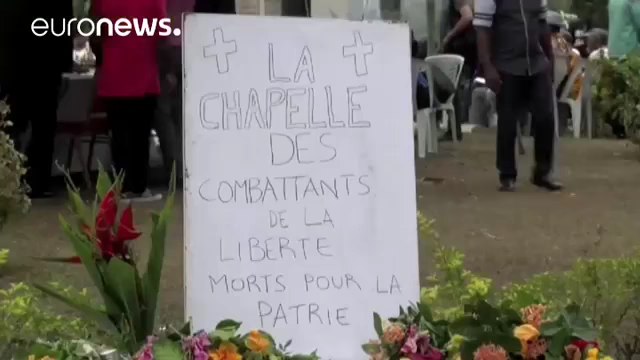 euronews.
LA
CHAPELLE
DES
COMBATTANTS
DE LA
LIBERTE
MORTS POUR LA
PATRIE